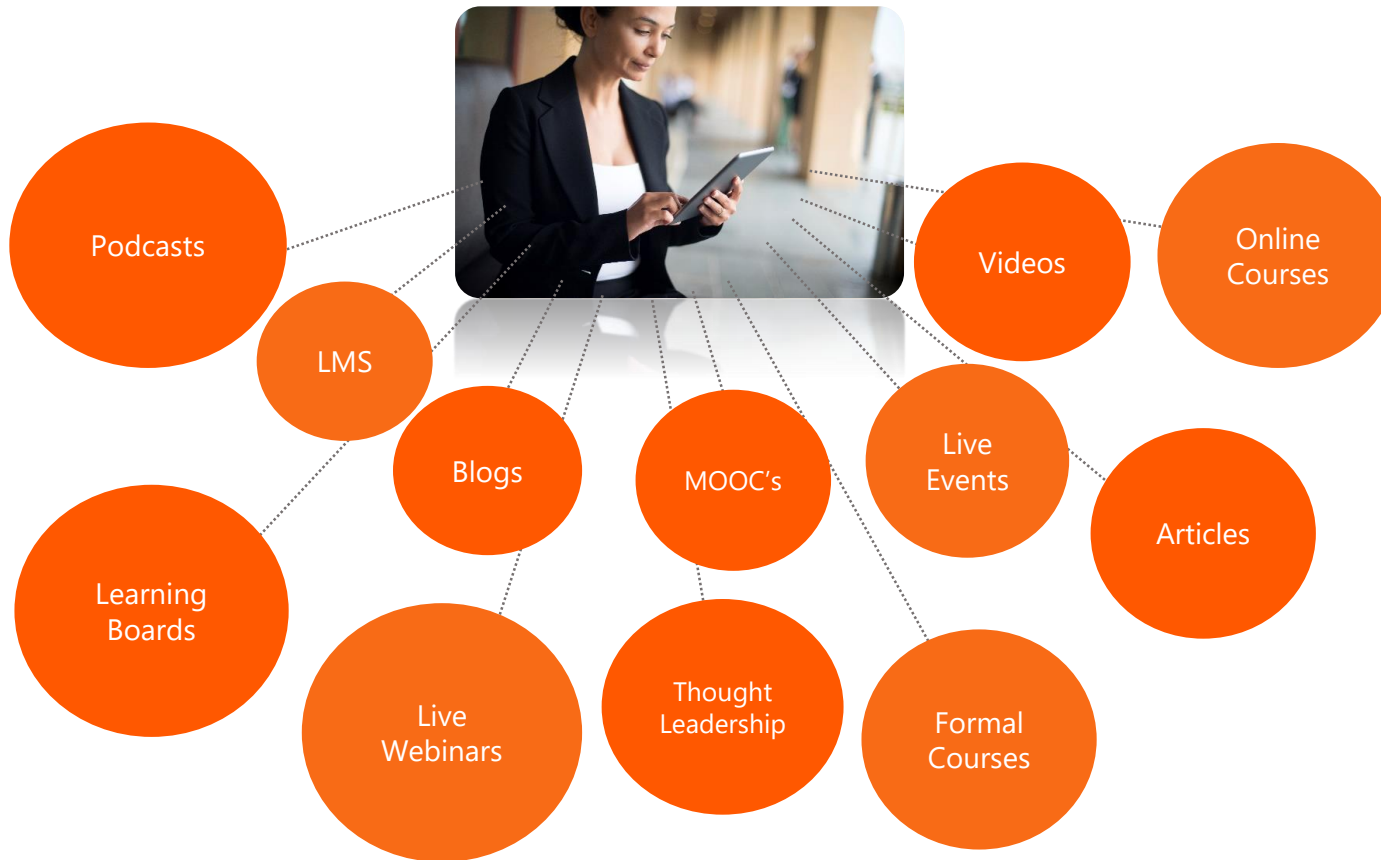 Podcasts
Online
Courses
Videos
LMS
Blogs
MOOC’s
Live
Events
Articles
Learning
Boards
Live
Webinars
Thought
Leadership
Formal
Courses